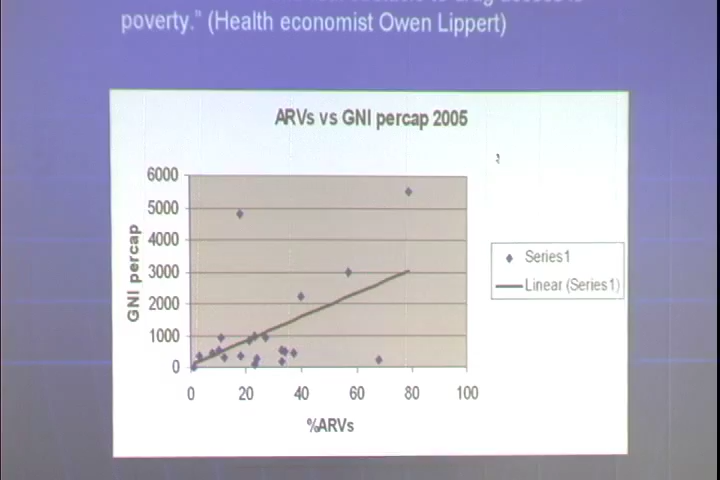 poverty." (Health economist Owen Lippert)
ARVs vs GNI percap 2005
6000
5000
4000
3000
2000
1000
0
GNI percap
0 20 40 60 80 100
%ARVs
Series1
Linear (Series1)